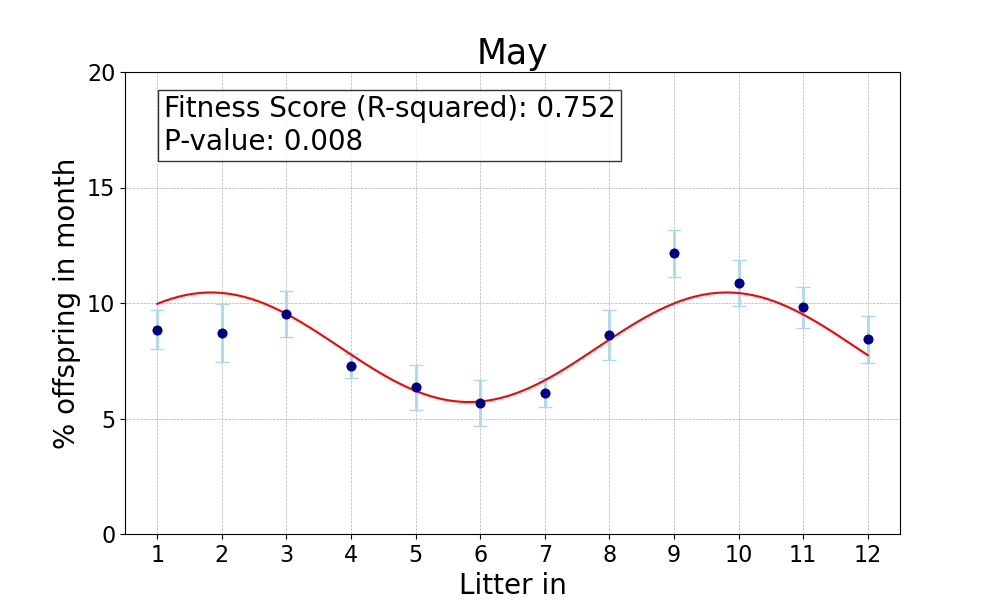 May
Fitness Score (R-squared): 0.752
P-value: 0.008
% offspring in month
20
15
10
5
0
1 2 3 4 5 6 7 8 9 10 11 12
Litter in